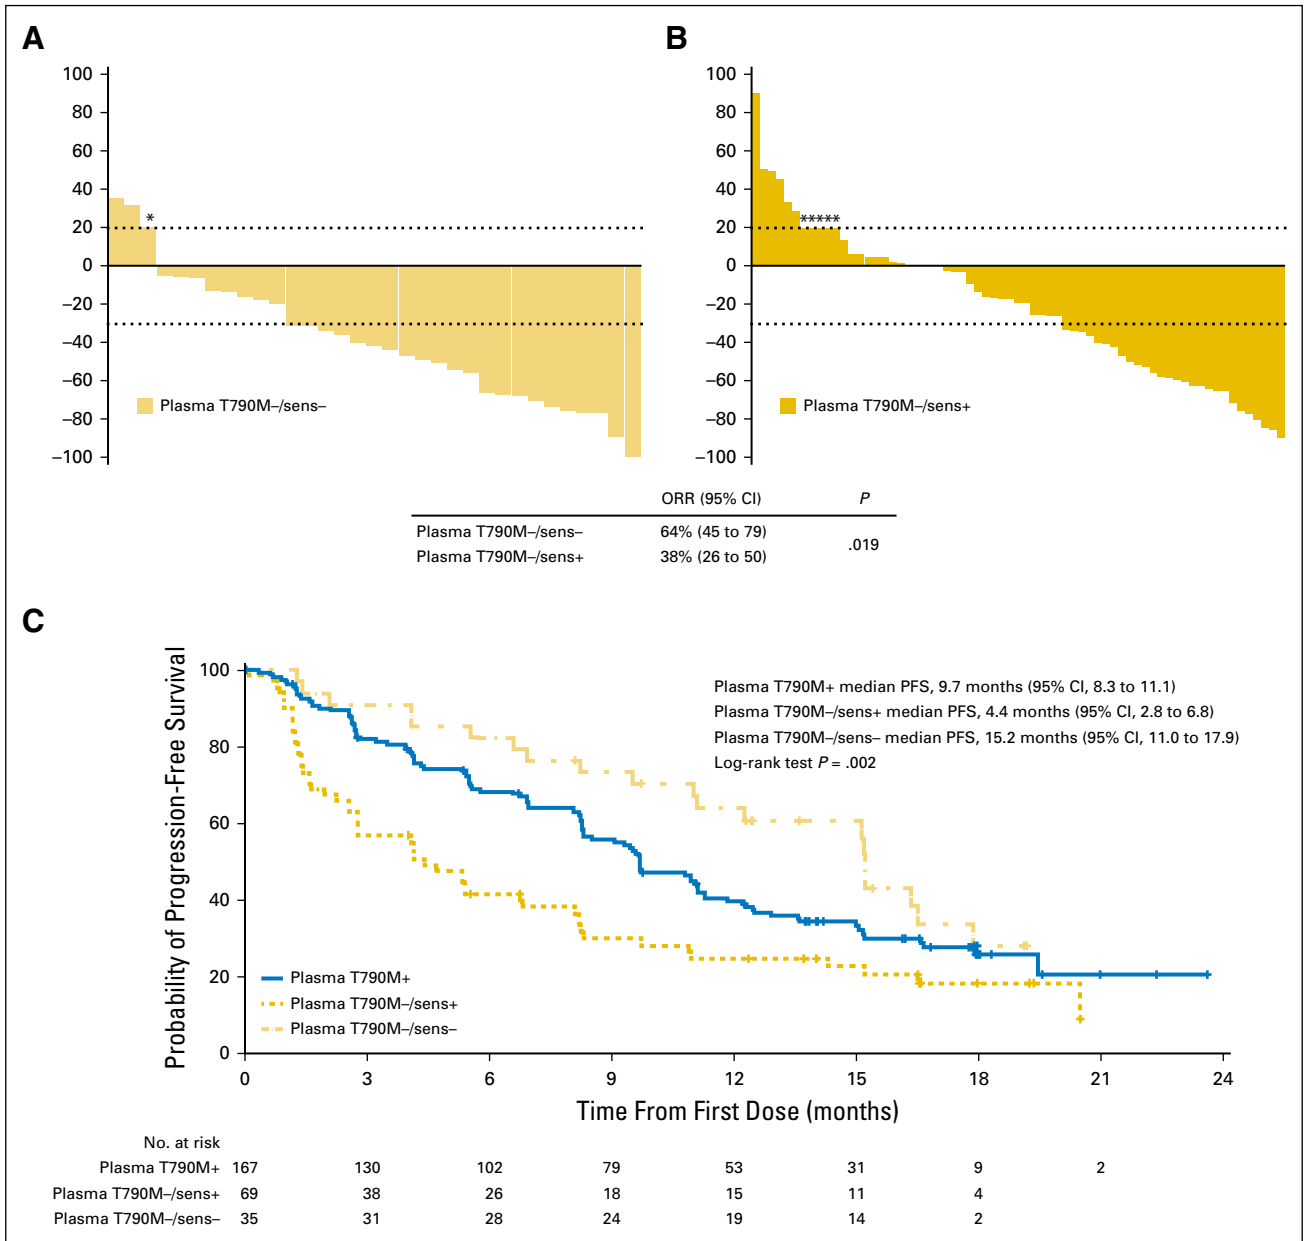 A
B
100
80
60
40
20
0
–20
–40
–60
–80
–100
*
Plasma T790M–/sens–
100
80
60
40
20
0
–20
–40
–60
–80
–100
*****
Plasma T790M–/sens+
ORR (95% CI) P
Plasma T790M–/sens– 64% (45 to 79)
.019
Plasma T790M–/sens+ 38% (26 to 50)
C
Probability of Progression-Free Survival
100
80
60
40
20
0
Plasma T790M+ median PFS, 9.7 months (95% CI, 8.3 to 11.1)
Plasma T790M–/sens+ median PFS, 4.4 months (95% CI, 2.8 to 6.8)
Plasma T790M–/sens– median PFS, 15.2 months (95% CI, 11.0 to 17.9)
Log-rank test P = .002
Plasma T790M+
Plasma T790M–/sens+
Plasma T790M–/sens–
0 3 6 9 12 15 18 21 24
Time From First Dose (months)
No. at risk
Plasma T790M+ 167 130 102 79 53 31 9 2
Plasma T790M–/sens+ 69 38 26 18 15 11 4
Plasma T790M–/sens– 35 31 28 24 19 14 2